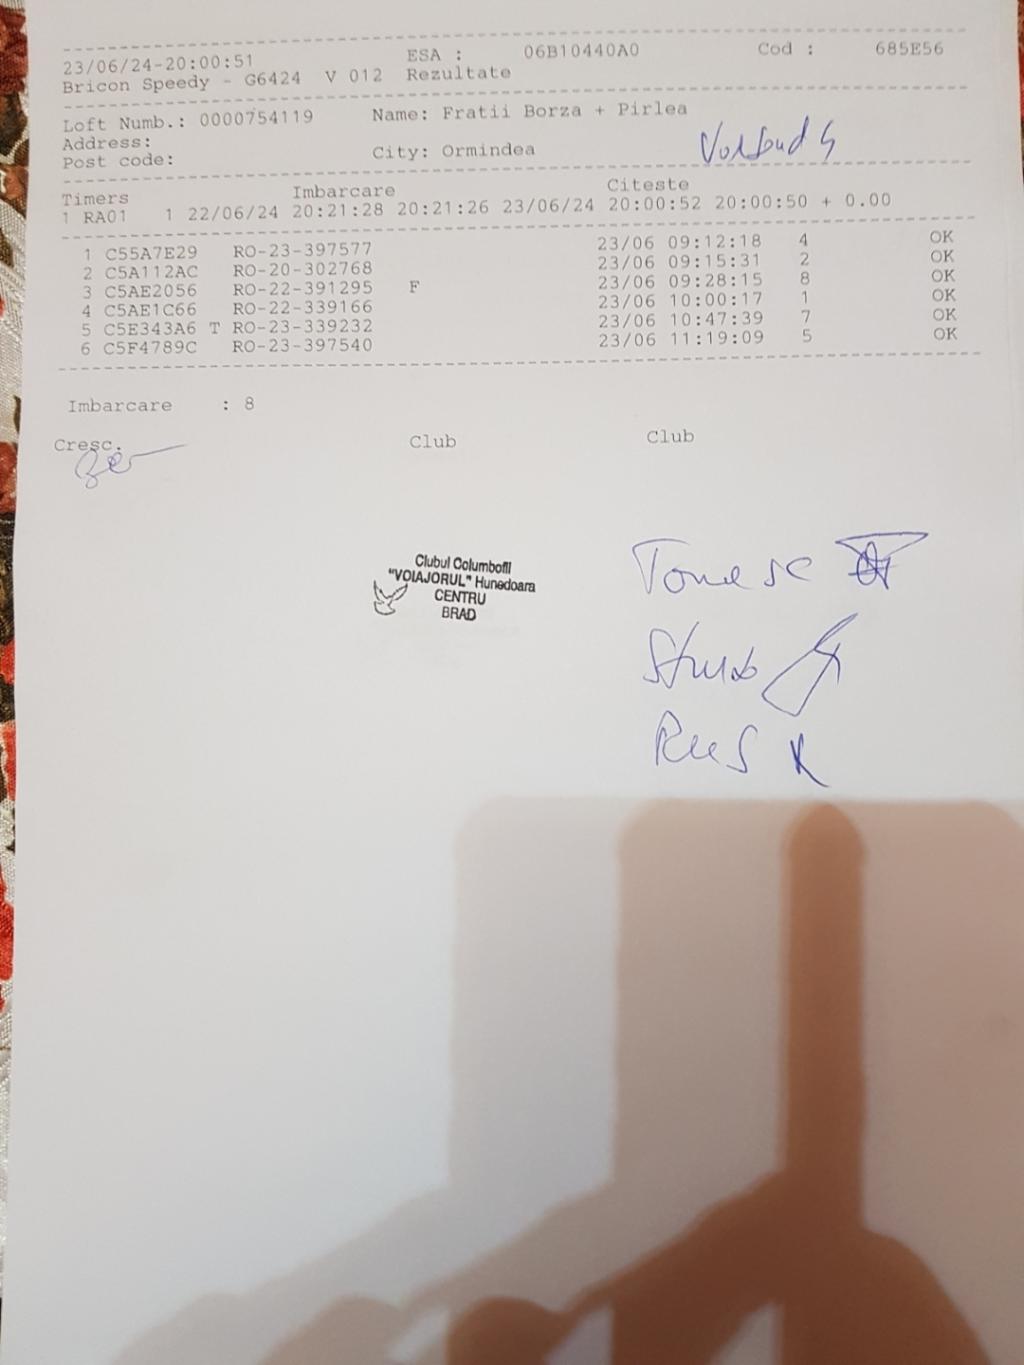 23/06/24-20:00:51 ESA : 06B10440A0 Cod : 685E56
Bricon Speedy - G6424 V 012 Rezultate
Loft Numb.: 0000754119 Name: Fratii Borza + Pirlea
Address:
Post code: City: Ormindea
Timers Imbarcare Citeste
1 RA01 1 22/06/24 20:21:28 20:21:26 23/06/24 20:00:52 20:00:50 + 0.00
1 C55A7E29 RO-23-397577 23/06 09:12:18 4 OK
2 C5A112AC RO-20-302768 23/06 09:15:31 2 OK
3 C5AE2056 RO-22-391295 F 23/06 09:28:15 8 OK
4 C5AE1C66 RO-22-339166 23/06 10:00:17 1 OK
5 C5E343A6 T RO-23-339232 23/06 10:47:39 7 OK
6 C5F4789C RO-23-397540 23/06 11:19:09 5 OK
Imbarcare : 8
Cresc. Club Club
Clubul Columbofil
"VOIAJORUL" Hunedoara
CENTRU
BRAD
Rus